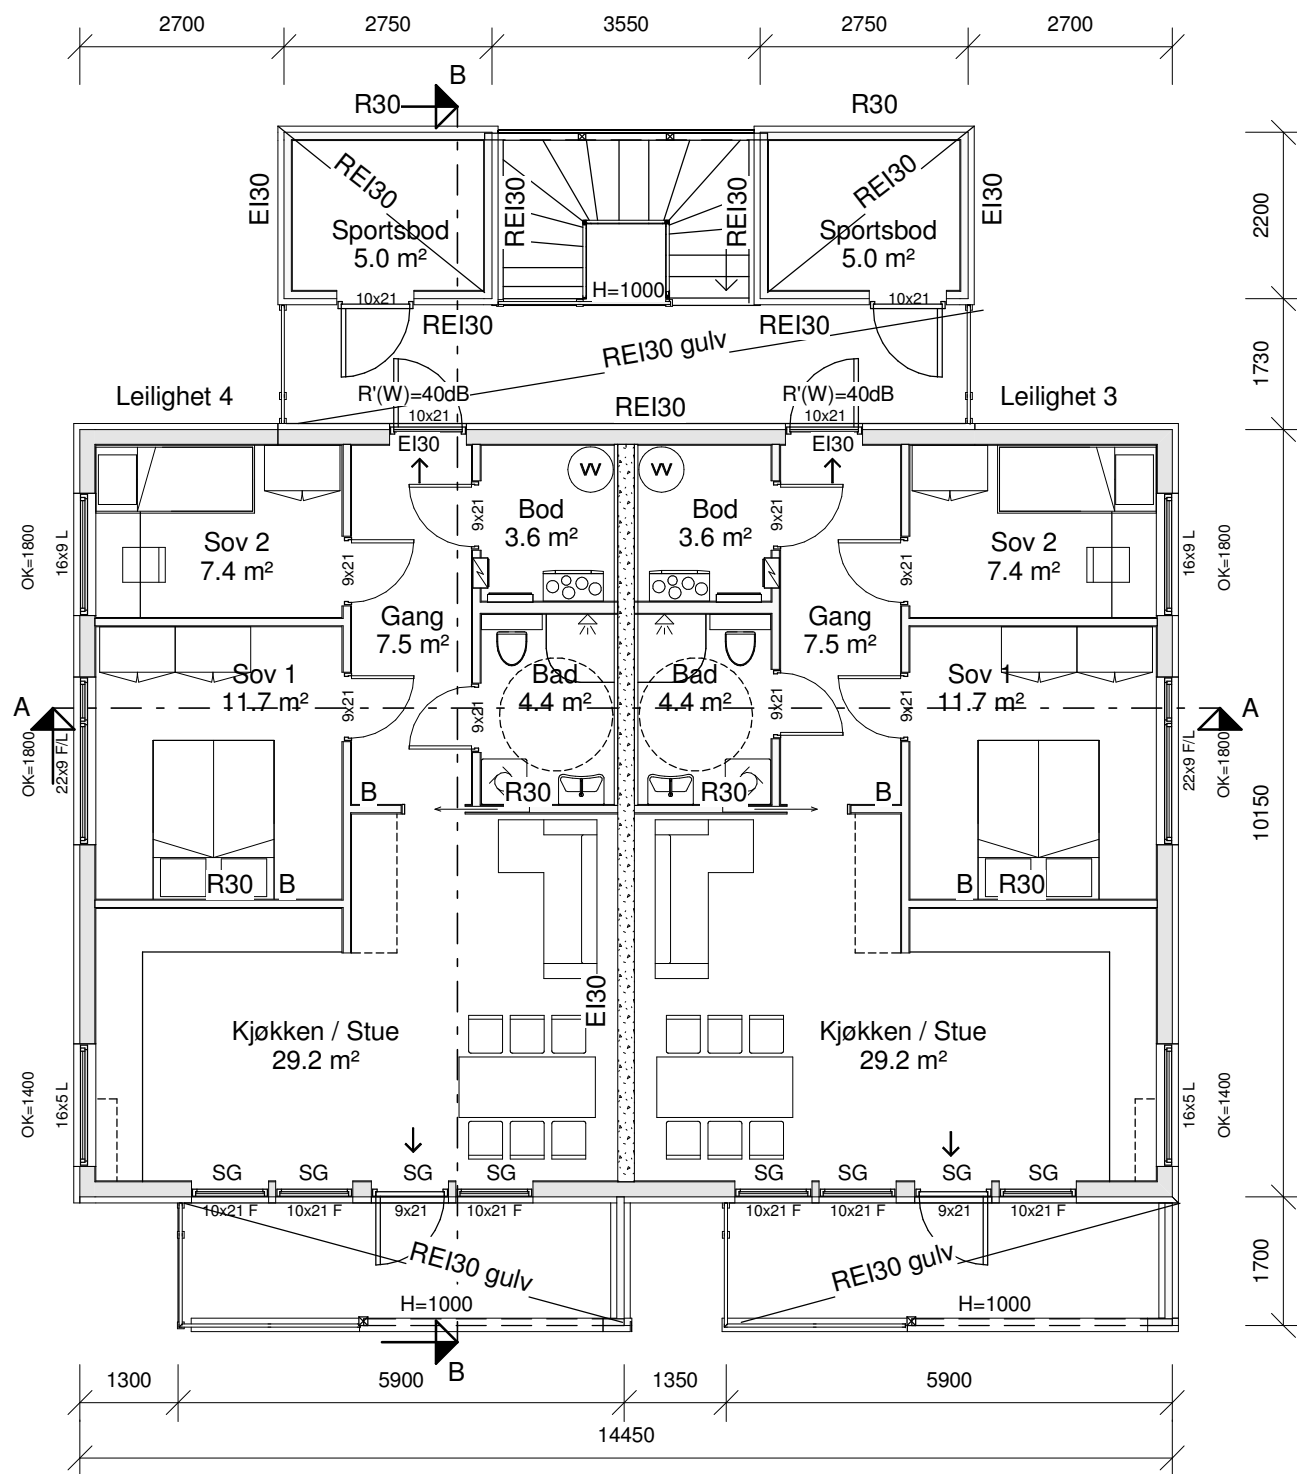 2700
2750
3550
2750
2700
B
R30
R30
REI30
REI30
EI30
REI30
REI30
EI30
2200
Sportsbod
5.0 m²
Sportsbod
5.0 m²
H=1000
10x21
10x21
REI30
REI30
REI30 gulv
1730
Leilighet 4
R'(W)=40dB
10x21
REI30
R'(W)=40dB
10x21
Leilighet 3
EI30
EI30
W
W
OK=1800
16x9 L
Sov 2
7.4 m²
9x21
9x21
Bod
3.6 m²
Bod
3.6 m²
9x21
9x21
Sov 2
7.4 m²
16x9 L
OK=1800
Gang
7.5 m²
Gang
7.5 m²
Sov 1
11.7 m²
9x21
9x21
Bad
4.4 m²
Bad
4.4 m²
9x21
9x21
Sov 1
11.7 m²
A
A
OK=1800
22x9 F/L
22x9 F/L
OK=1800
10150
B
R30
R30
B
R30
B
B
R30
EI30
Kjøkken / Stue
29.2 m²
Kjøkken / Stue
29.2 m²
OK=1400
16x5 L
16x5 L
OK=1400
SG
SG
SG
SG
SG
SG
SG
SG
10x21 F
10x21 F
9x21
10x21 F
10x21 F
10x21 F
9x21
10x21 F
REI30 gulv
REI30 gulv
1700
H=1000
H=1000
B
1300
5900
1350
5900
14450